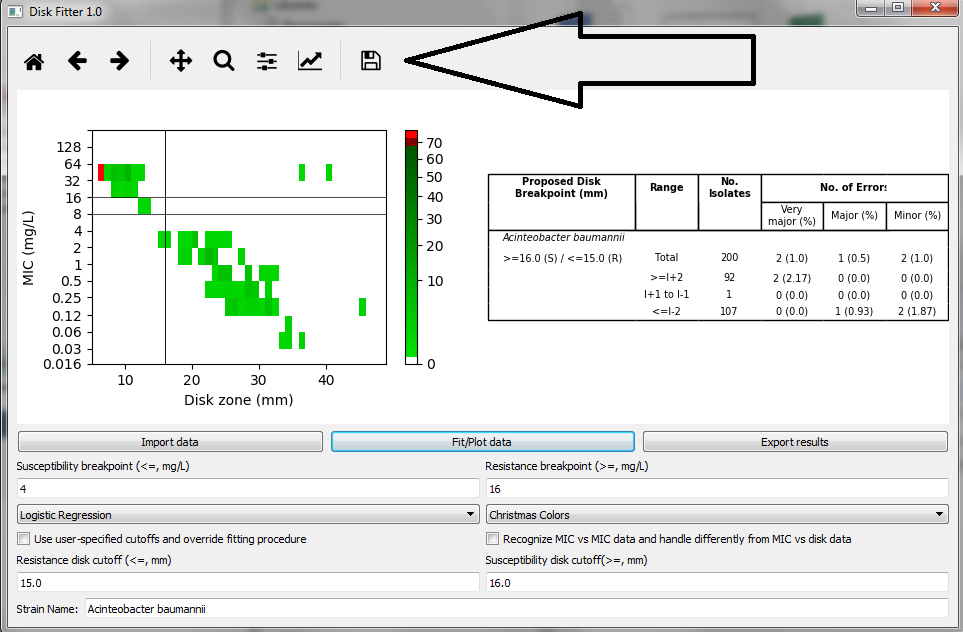 Disk Fitter 1.0
128
64
32
16
8
4
2
1
0.5
0.25
0.12
0.06
0.03
0.016
MIC (mg/L)
10 20 30 40
Disk zone (mm)
70
60
50
40
30
20
10
0
Proposed Disk Breakpoint (mm)
Range
No. Isolates
No. of Errors
Very major (%)
Major (%)
Minor (%)
Acinteobacter baumannii
>=16.0 (S) / <=15.0 (R) Total 200 2 (1.0) 1 (0.5) 2 (1.0)
>=I+2 92 2 (2.17) 0 (0.0) 0 (0.0)
I+1 to I-1 1 0 (0.0) 0 (0.0) 0 (0.0)
<=I-2 107 0 (0.0) 1 (0.93) 2 (1.87)
Import data Fit/Plot data Export results
Susceptibility breakpoint (<=, mg/L) Resistance breakpoint (>=, mg/L)
4 16
Logistic Regression Christmas Colors
Use user-specified cutoffs and override fitting procedure Recognize MIC vs MIC data and handle differently from MIC vs disk data
Resistance disk cutoff (<=, mm) Susceptibility disk cutoff(>=, mm)
15.0 16.0
Strain Name: Acinteobacter baumannii